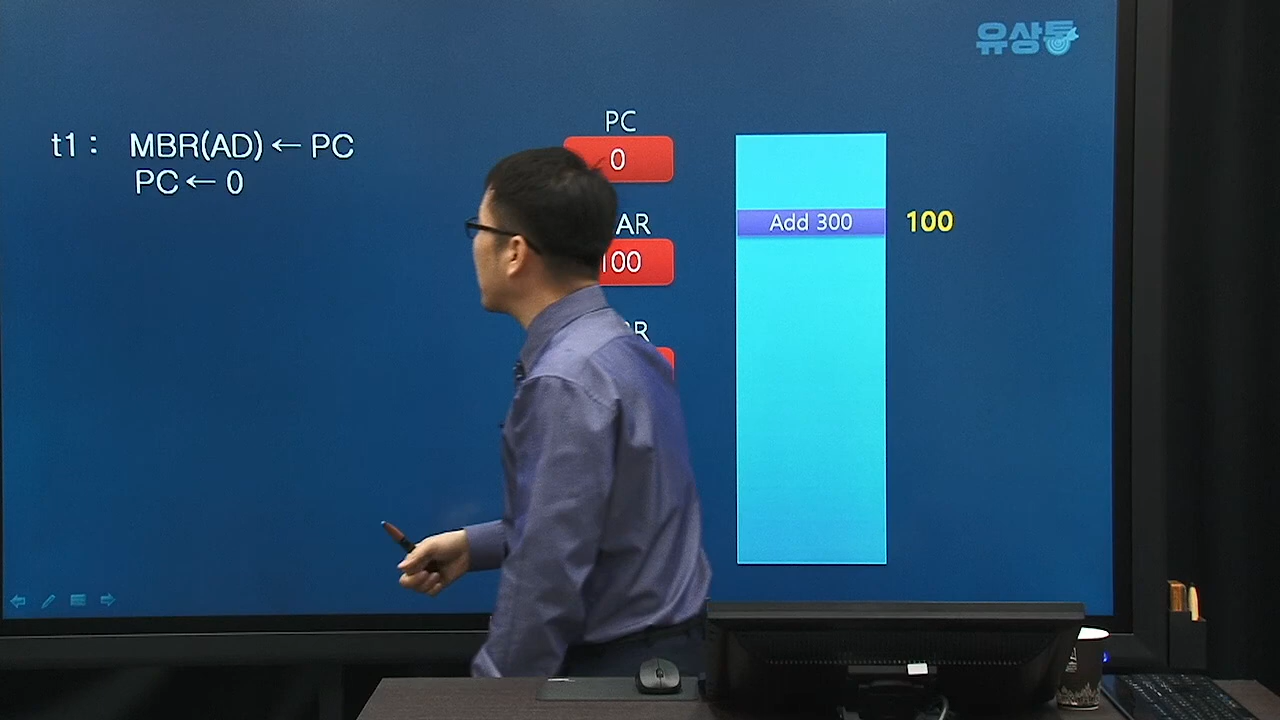 유상통
t1 : MBR(AD) ← PC
PC ← 0
PC
0
AR
100
Add 300
100